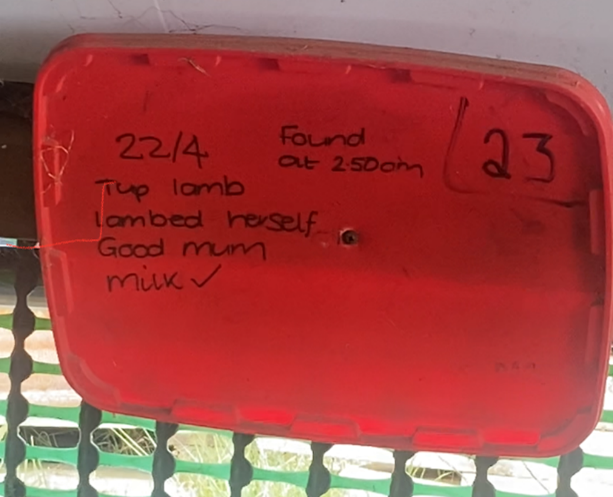 22/4
Found
at 2:50am
23
Tup lamb
lambed herself
Good mum
milk ✓